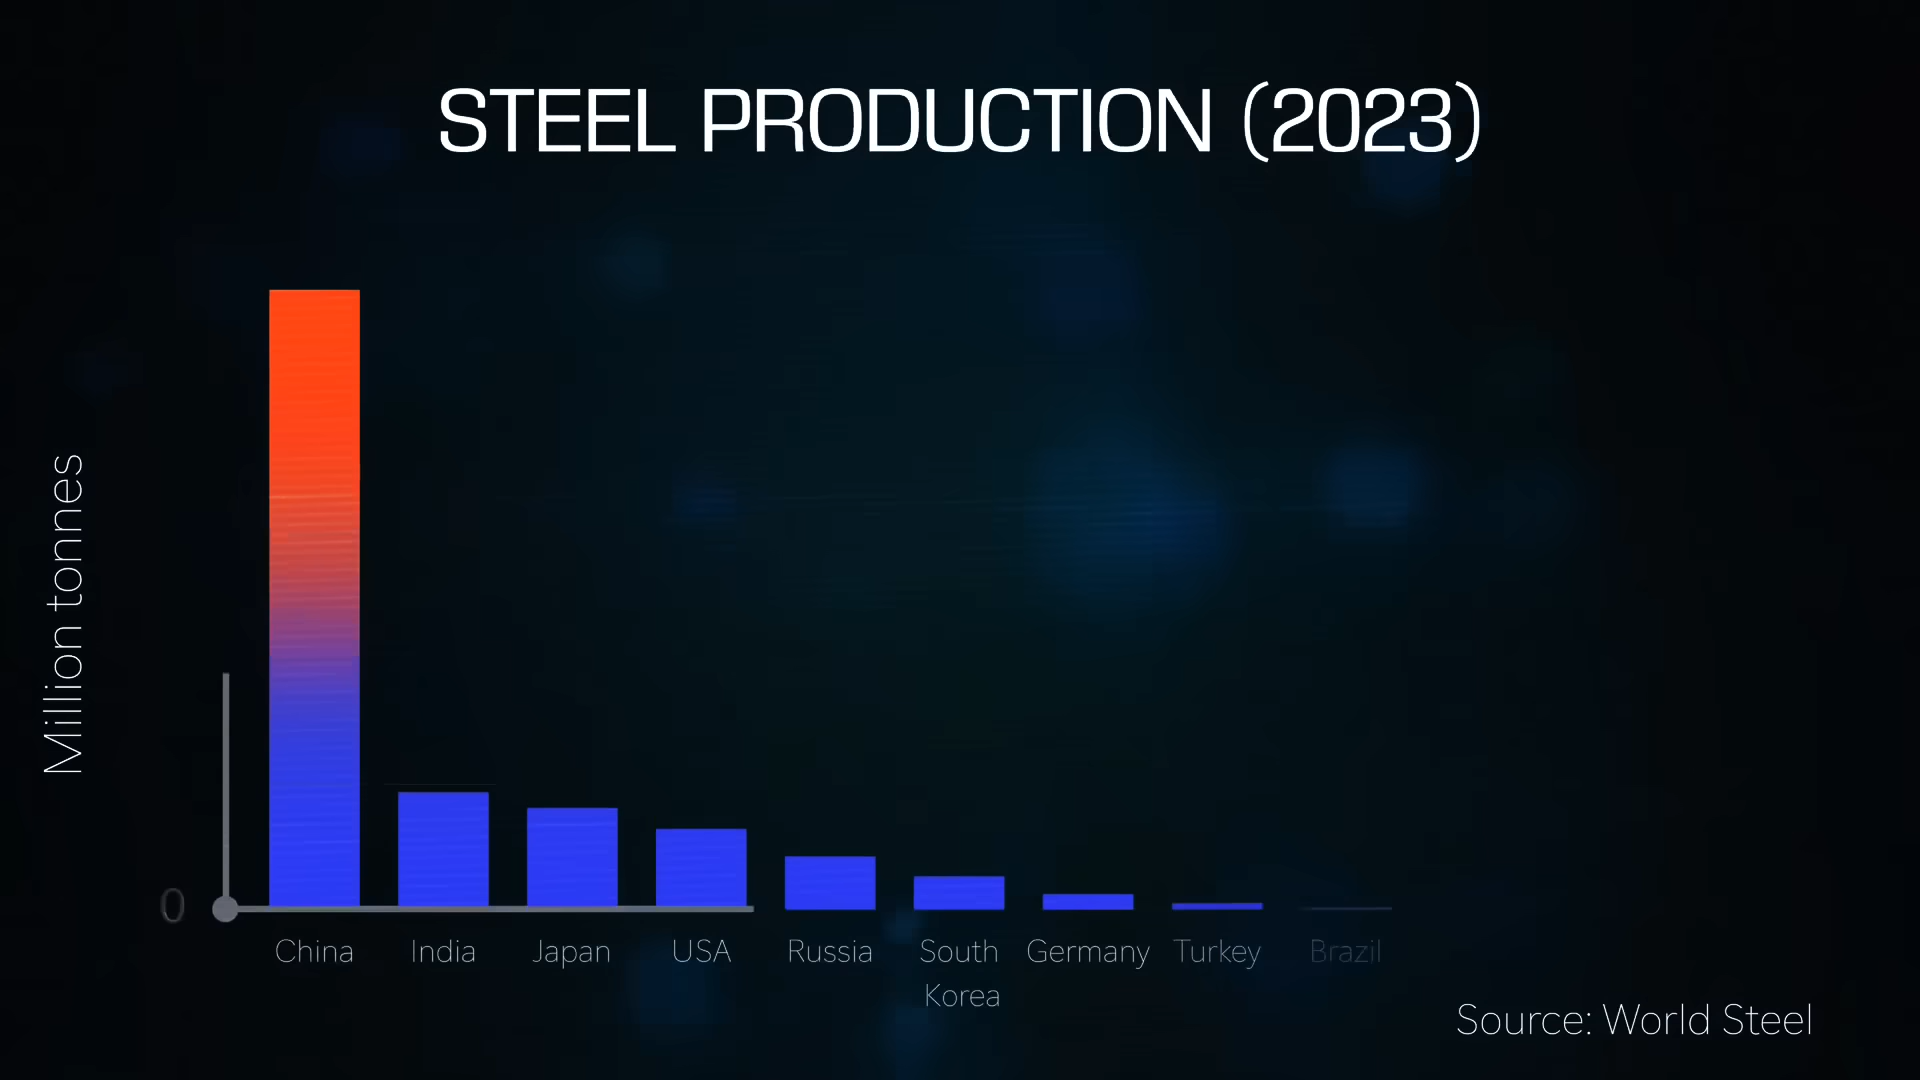 STEEL PRODUCTION (2023)
Million tonnes
0
China
India
Japan
USA
Russia
South
Korea
Germany
Turkey
Brazil
Source: World Steel